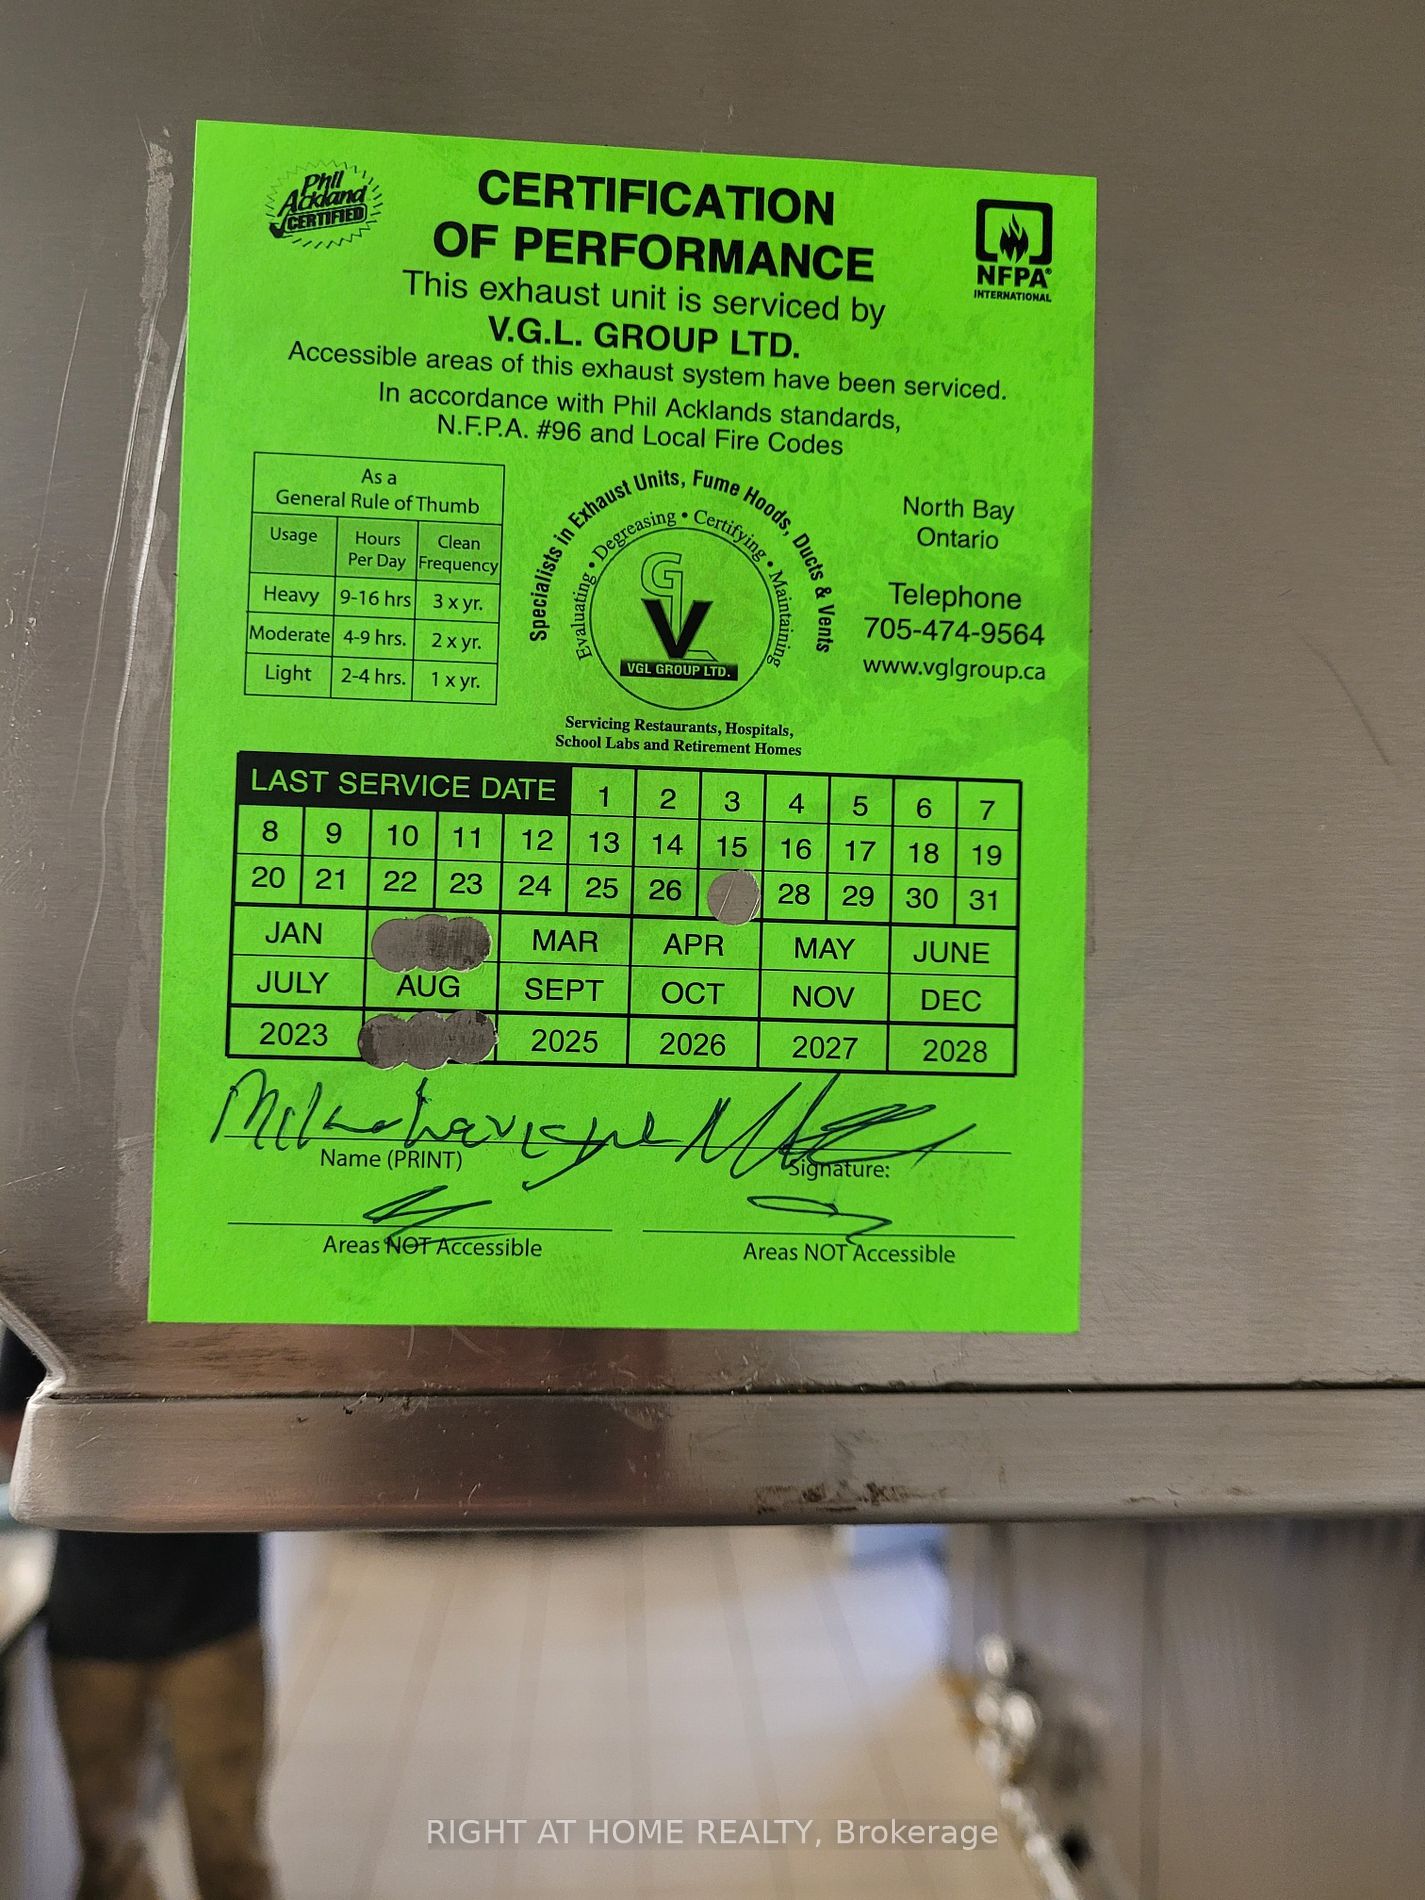 Phil
Ackland
CERTIFIED
CERTIFICATION
OF PERFORMANCE
NFPA®
INTERNATIONAL
This exhaust unit is serviced by
V.G.L. GROUP LTD.
Accessible areas of this exhaust system have been serviced.
In accordance with Phil Acklands standards,
N.F.P.A. #96 and Local Fire Codes
As a
General Rule of Thumb
Usage Hours Per Day Clean Frequency
Heavy 9-16 hrs 3 x yr.
Moderate 4-9 hrs. 2 x yr.
Light 2-4 hrs. 1 x yr.
Specialists in Exhaust Units, Fume Hoods, Ducts & Vents
Evaluating • Degreasing • Certifying • Maintaining
GVL
VGL GROUP LTD.
Servicing Restaurants, Hospitals,
School Labs and Retirement Homes
North Bay
Ontario
Telephone
705-474-9564
www.vglgroup.ca
LAST SERVICE DATE 1 2 3 4 5 6 7
8 9 10 11 12 13 14 15 16 17 18 19
20 21 22 23 24 25 26 28 29 30 31
JAN MAR APR MAY JUNE
JULY AUG SEPT OCT NOV DEC
2023 2025 2026 2027 2028
Name (PRINT) Signature:
Areas NOT Accessible Areas NOT Accessible
RIGHT AT HOME REALTY, Brokerage